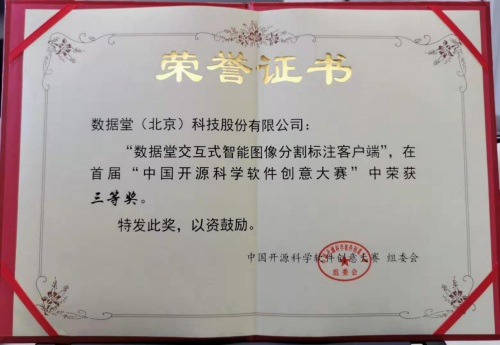 荣誉证书
数据堂（北京）科技股份有限公司：
“数据堂交互式智能图像分割标注客户端”，在
首届“中国开源科学软件创意大赛”中荣获
三等奖。
特发此奖，以资鼓励。
中国开源科学软件创意大赛 组委会
组委会